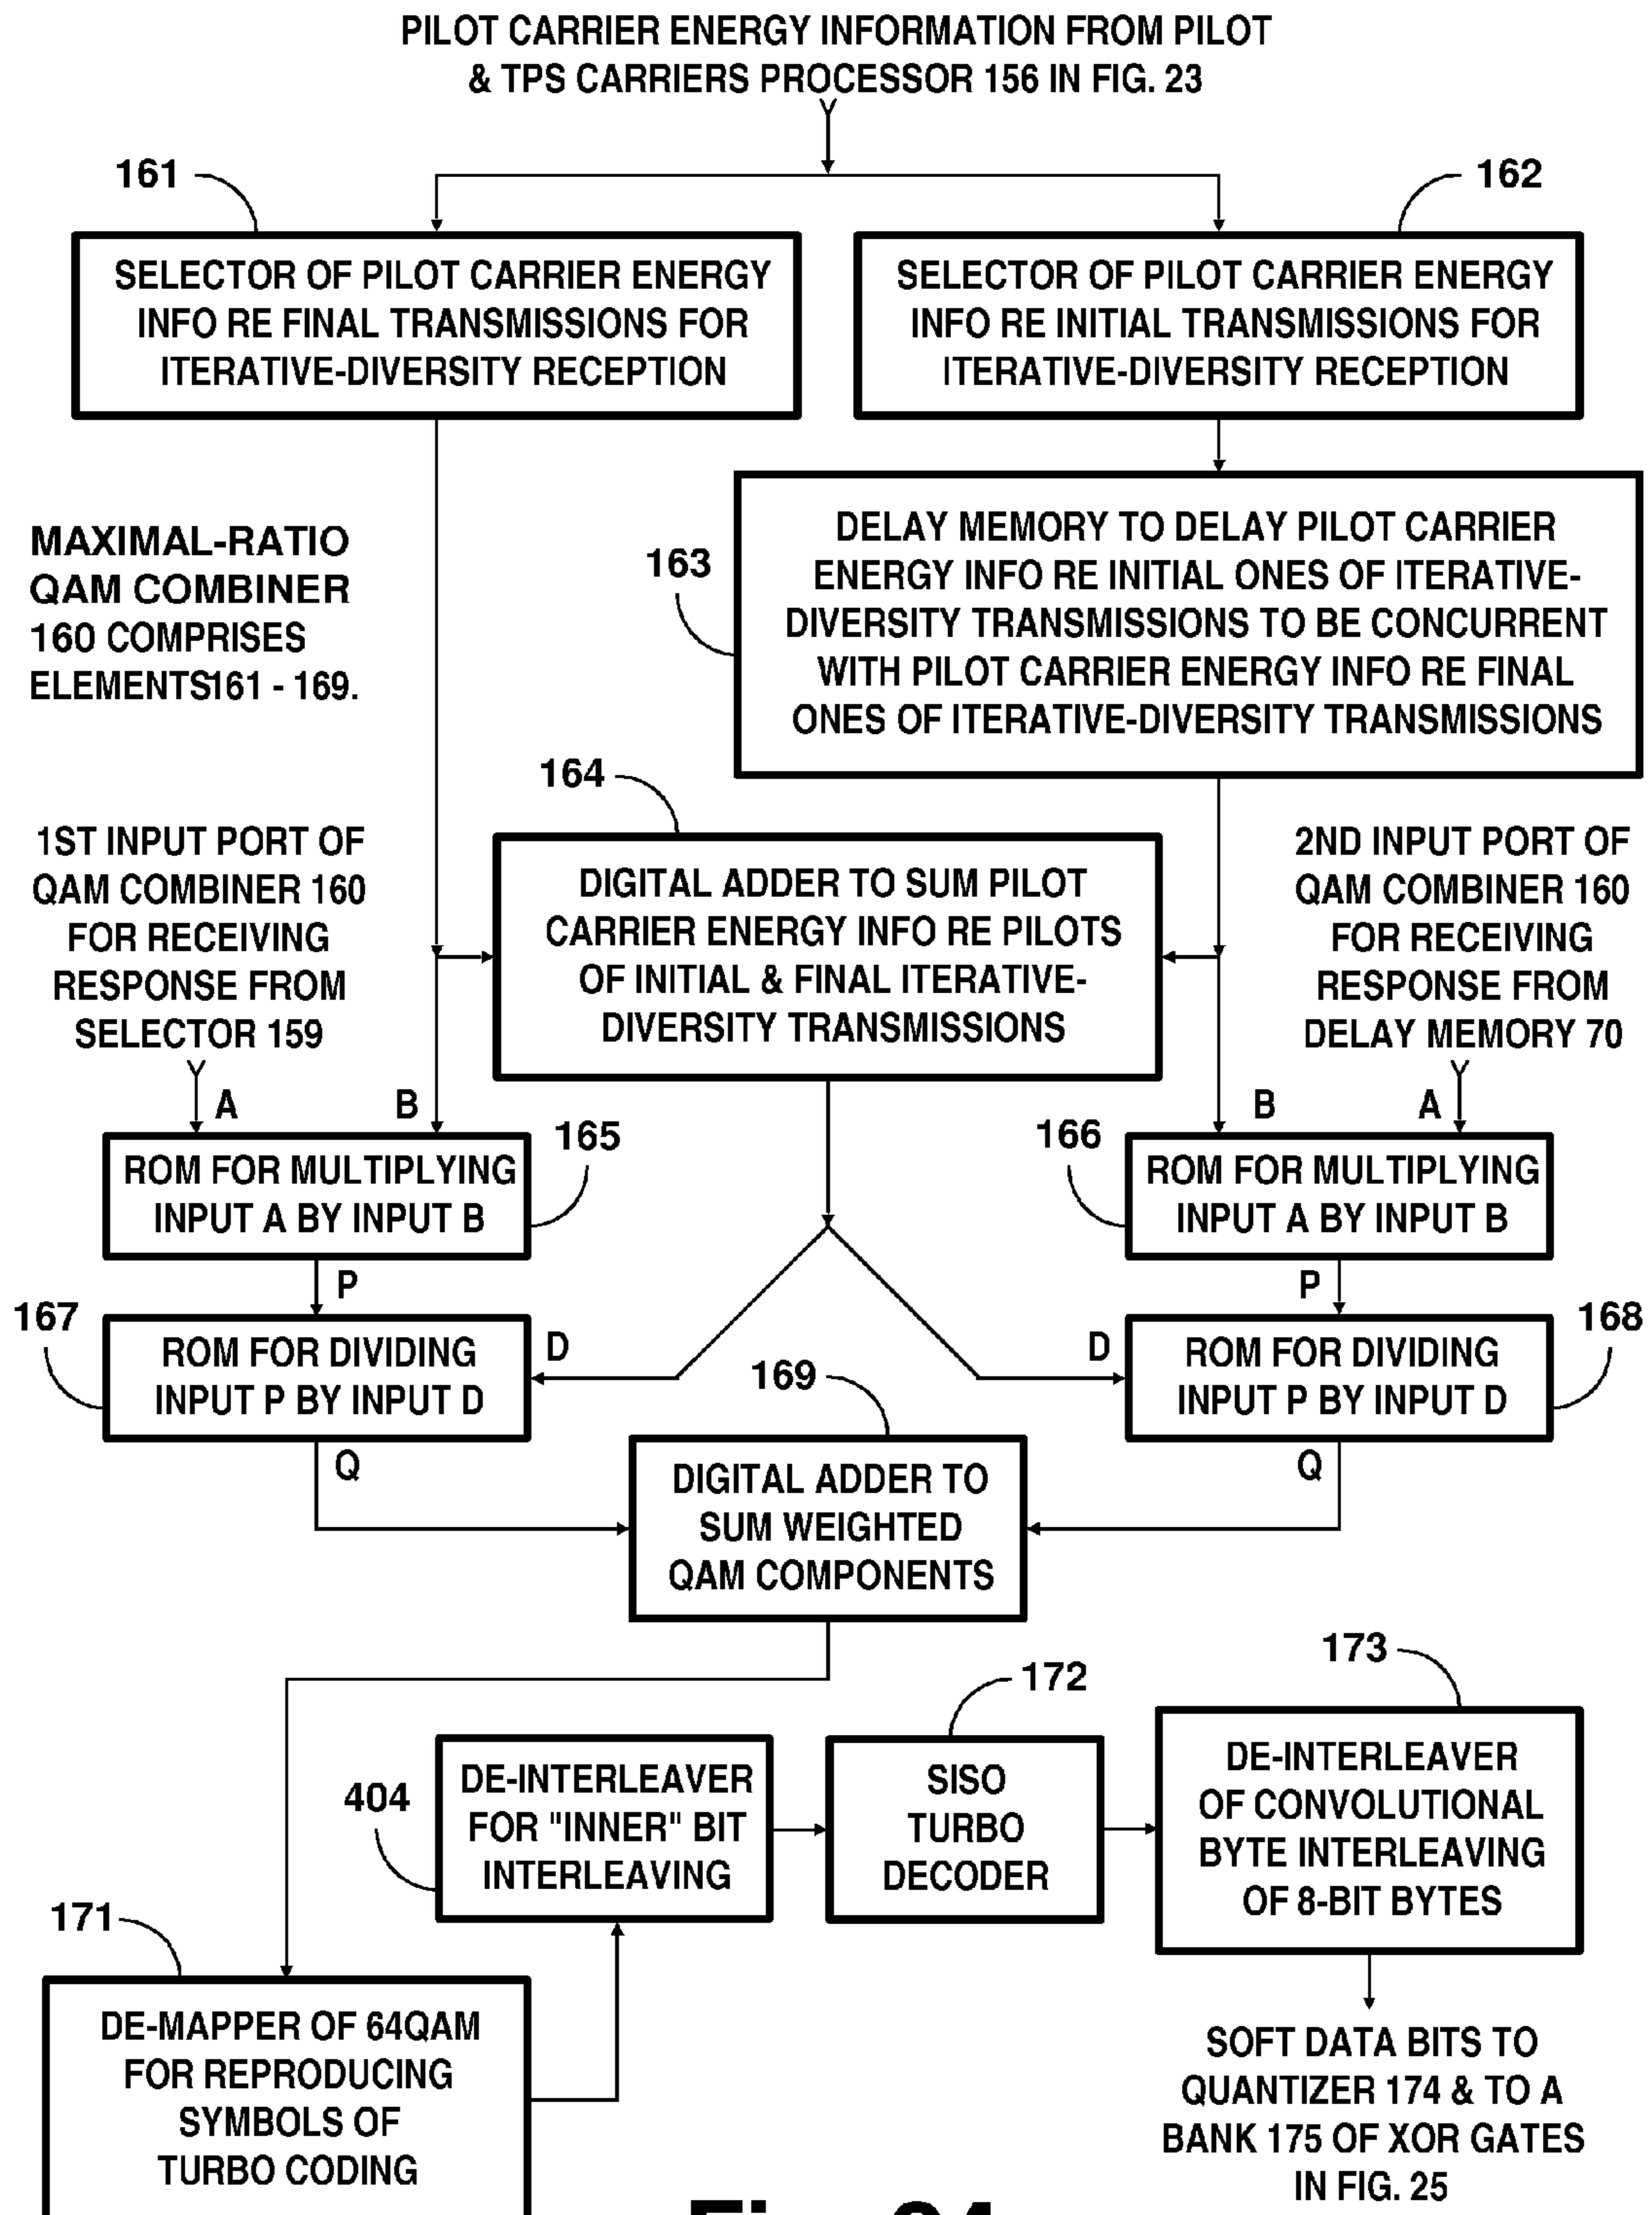 PILOT CARRIER ENERGY INFORMATION FROM PILOT
& TPS CARRIERS PROCESSOR 156 IN FIG. 23
161
162
SELECTOR OF PILOT CARRIER ENERGY
INFO RE FINAL TRANSMISSIONS FOR
ITERATIVE-DIVERSITY RECEPTION
SELECTOR OF PILOT CARRIER ENERGY
INFO RE INITIAL TRANSMISSIONS FOR
ITERATIVE-DIVERSITY RECEPTION
MAXIMAL-RATIO
QAM COMBINER
160 COMPRISES
ELEMENTS161 - 169.
163
DELAY MEMORY TO DELAY PILOT CARRIER
ENERGY INFO RE INITIAL ONES OF ITERATIVE-
DIVERSITY TRANSMISSIONS TO BE CONCURRENT
WITH PILOT CARRIER ENERGY INFO RE FINAL
ONES OF ITERATIVE-DIVERSITY TRANSMISSIONS
164
1ST INPUT PORT OF
QAM COMBINER 160
FOR RECEIVING
RESPONSE FROM
SELECTOR 159
DIGITAL ADDER TO SUM PILOT
CARRIER ENERGY INFO RE PILOTS
OF INITIAL & FINAL ITERATIVE-
DIVERSITY TRANSMISSIONS
2ND INPUT PORT OF
QAM COMBINER 160
FOR RECEIVING
RESPONSE FROM
DELAY MEMORY 70
A
B
B
A
165
166
ROM FOR MULTIPLYING
INPUT A BY INPUT B
ROM FOR MULTIPLYING
INPUT A BY INPUT B
P
P
167
168
ROM FOR DIVIDING
INPUT P BY INPUT D
D
D
ROM FOR DIVIDING
INPUT P BY INPUT D
169
Q
Q
DIGITAL ADDER TO
SUM WEIGHTED
QAM COMPONENTS
173
172
404
DE-INTERLEAVER
FOR "INNER" BIT
INTERLEAVING
SISO
TURBO
DECODER
DE-INTERLEAVER
OF CONVOLUTIONAL
BYTE INTERLEAVING
OF 8-BIT BYTES
171
DE-MAPPER OF 64QAM
FOR REPRODUCING
SYMBOLS OF
TURBO CODING
SOFT DATA BITS TO
QUANTIZER 174 & TO A
BANK 175 OF XOR GATES
IN FIG. 25